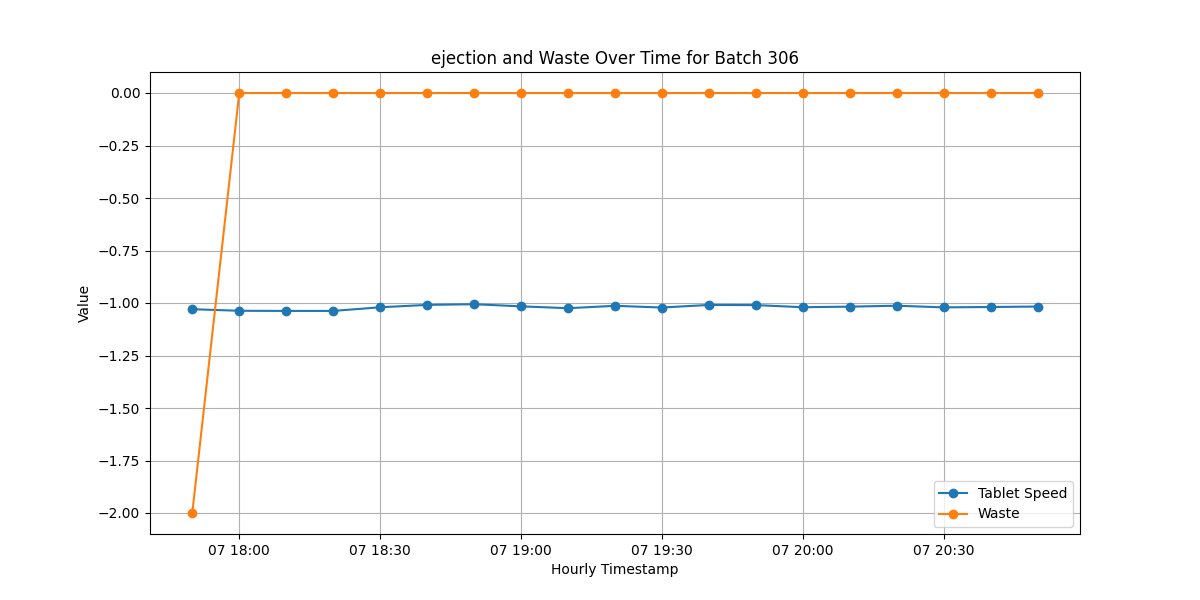 ejection and Waste Over Time for Batch 306
0.00
−0.25
−0.50
−0.75
−1.00
−1.25
−1.50
−1.75
−2.00
Value
Tablet Speed
Waste
07 18:00 07 18:30 07 19:00 07 19:30 07 20:00 07 20:30
Hourly Timestamp